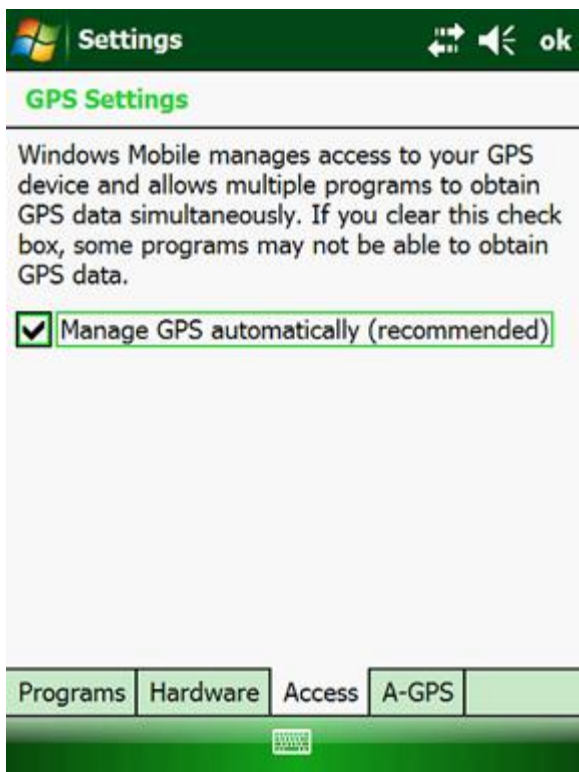 Settings
ok
GPS Settings
Windows Mobile manages access to your GPS
device and allows multiple programs to obtain
GPS data simultaneously. If you clear this check
box, some programs may not be able to obtain
GPS data.
Manage GPS automatically (recommended)
Programs Hardware Access A-GPS